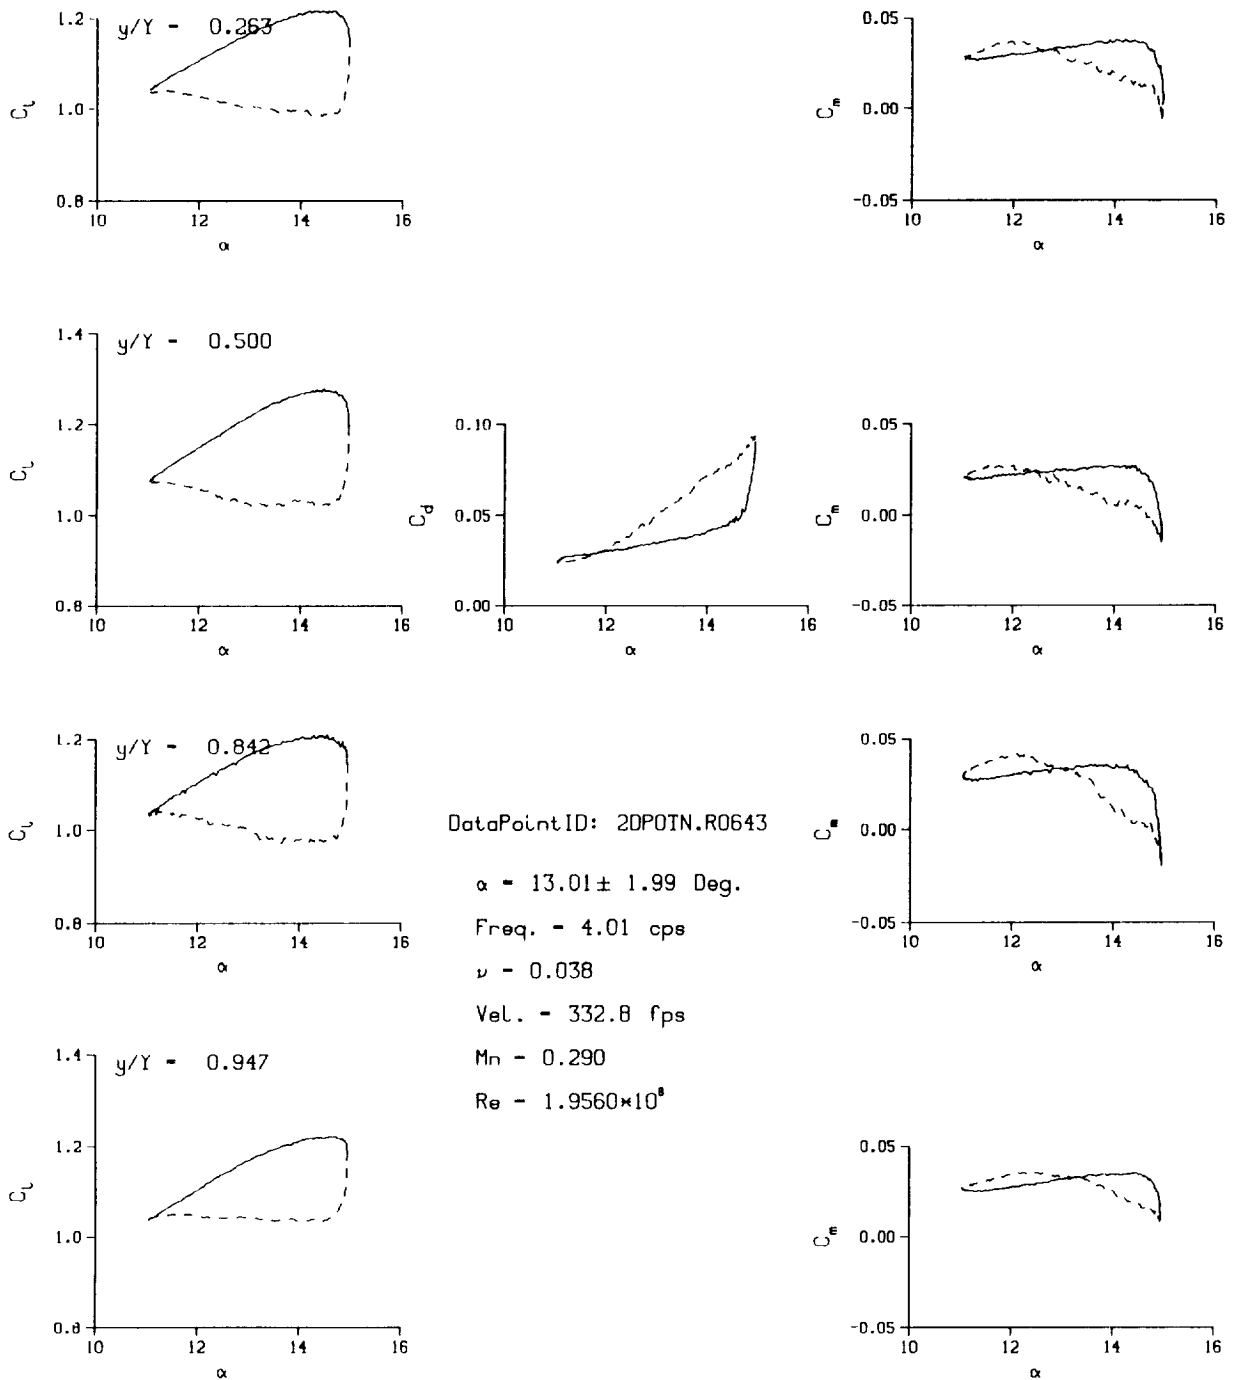 y/Y - 0.263
1.2
1.0
0.8
C_l
10 12 14 16
α
0.05
0.00
-0.05
C_m
10 12 14 16
α
y/Y - 0.500
1.4
1.2
1.0
0.8
C_l
10 12 14 16
α
0.10
0.05
0.00
C_d
10 12 14 16
α
0.05
0.00
-0.05
C_m
10 12 14 16
α
y/Y - 0.842
1.2
1.0
0.8
C_l
10 12 14 16
α
DataPointID: 2DPOTN.R0643
α - 13.01± 1.99 Deg.
Freq. - 4.01 cps
ν - 0.038
Vel. - 332.8 fps
Mn - 0.290
Re - 1.9560×10⁶
0.05
0.00
-0.05
C_m
10 12 14 16
α
y/Y - 0.947
1.4
1.2
1.0
0.8
C_l
10 12 14 16
α
0.05
0.00
-0.05
C_m
10 12 14 16
α